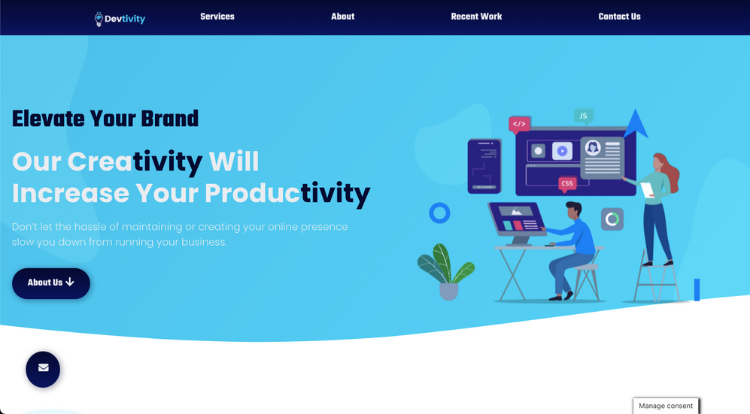 Devtivity
Services
About
Recent Work
Contact Us
Elevate Your Brand
Our Creativity Will
Increase Your Productivity
Don't let the hassle of maintaining or creating your online presence
slow you down from running your business.
About Us
</>
JS
CSS
Manage consent